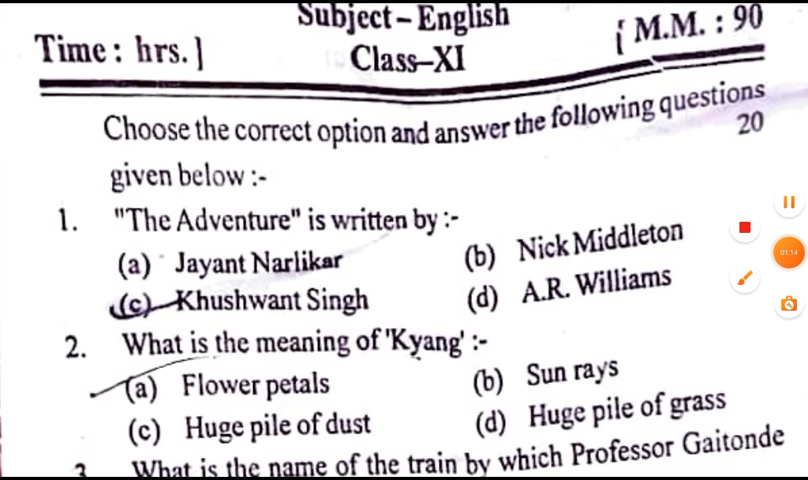 Subject – English
Time : hrs. ]
[ M.M. : 90
Class–XI
Choose the correct option and answer the following questions
20
given below :-
1. "The Adventure" is written by :-
(a) Jayant Narlikar
(b) Nick Middleton
(c) Khushwant Singh
(d) A.R. Williams
2. What is the meaning of 'Kyang' :-
(a) Flower petals
(b) Sun rays
(c) Huge pile of dust
(d) Huge pile of grass
3. What is the name of the train by which Professor Gaitonde
01:14